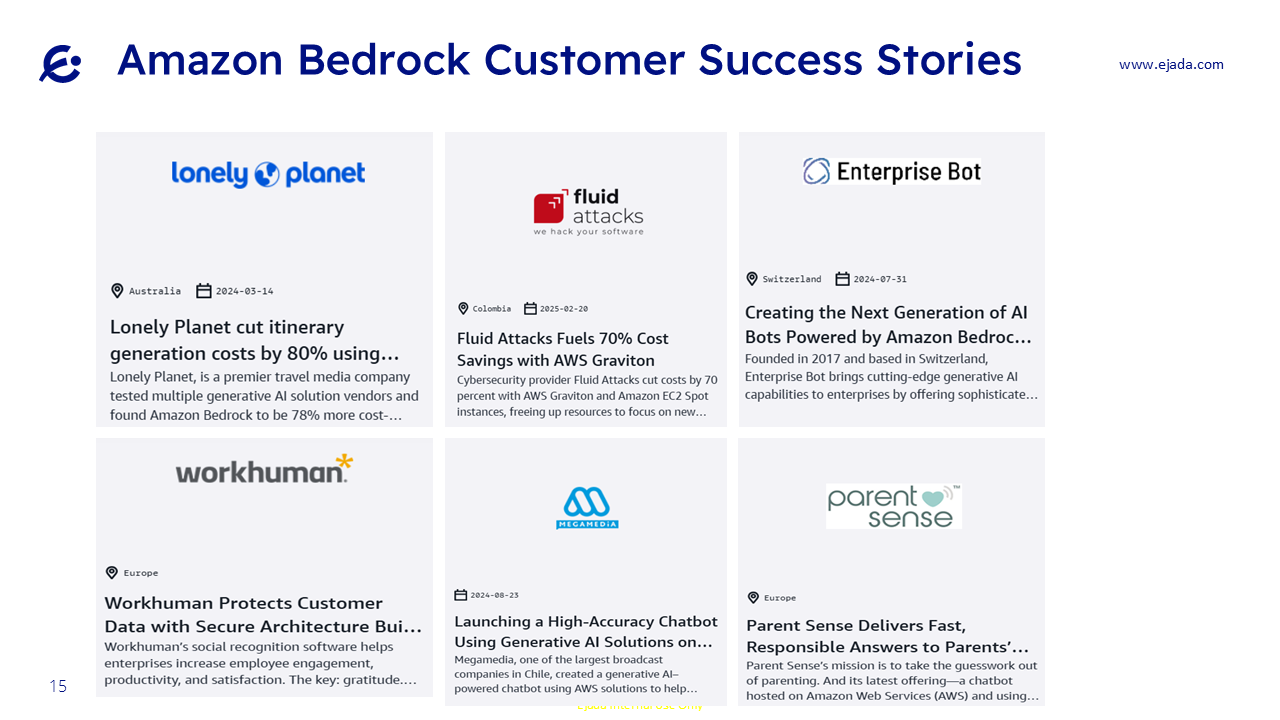 Amazon Bedrock Customer Success Stories
www.ejada.com
lonely planet
Australia 2024-03-14
Lonely Planet cut itinerary
generation costs by 80% using...
Lonely Planet, is a premier travel media company
tested multiple generative AI solution vendors and
found Amazon Bedrock to be 78% more cost-...
fluid
attacks
we hack your software
Colombia 2025-02-20
Fluid Attacks Fuels 70% Cost
Savings with AWS Graviton
Cybersecurity provider Fluid Attacks cut costs by 70
percent with AWS Graviton and Amazon EC2 Spot
instances, freeing up resources to focus on new...
Enterprise Bot
Switzerland 2024-07-31
Creating the Next Generation of AI
Bots Powered by Amazon Bedroc...
Founded in 2017 and based in Switzerland,
Enterprise Bot brings cutting-edge generative AI
capabilities to enterprises by offering sophisticate...
workhuman
Europe
Workhuman Protects Customer
Data with Secure Architecture Bui...
Workhuman's social recognition software helps
enterprises increase employee engagement,
productivity, and satisfaction. The key: gratitude....
MEGAMEDIA
2024-08-23
Launching a High-Accuracy Chatbot
Using Generative AI Solutions on...
Megamedia, one of the largest broadcast
companies in Chile, created a generative AI–
powered chatbot using AWS solutions to help...
parent
sense™
Europe
Parent Sense Delivers Fast,
Responsible Answers to Parents'...
Parent Sense's mission is to take the guesswork out
of parenting. And its latest offering—a chatbot
hosted on Amazon Web Services (AWS) and using...
15